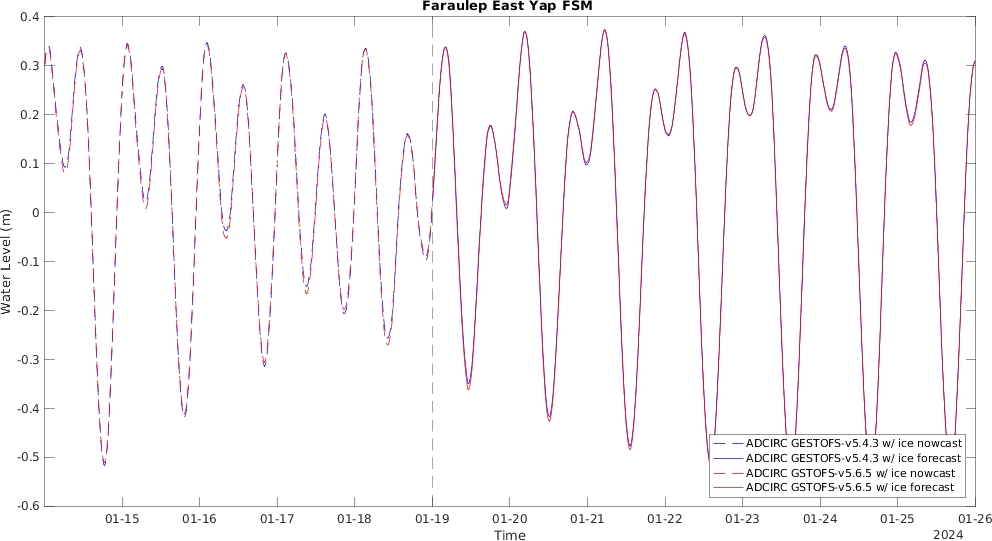 Faraulep East Yap FSM
Water Level (m)
0.4
0.3
0.2
0.1
0
-0.1
-0.2
-0.3
-0.4
-0.5
-0.6
ADCIRC GESTOFS-v5.4.3 w/ ice nowcast
ADCIRC GESTOFS-v5.4.3 w/ ice forecast
ADCIRC GSTOFS-v5.6.5 w/ ice nowcast
ADCIRC GSTOFS-v5.6.5 w/ ice forecast
01-15 01-16 01-17 01-18 01-19 01-20 01-21 01-22 01-23 01-24 01-25 01-26
Time
2024